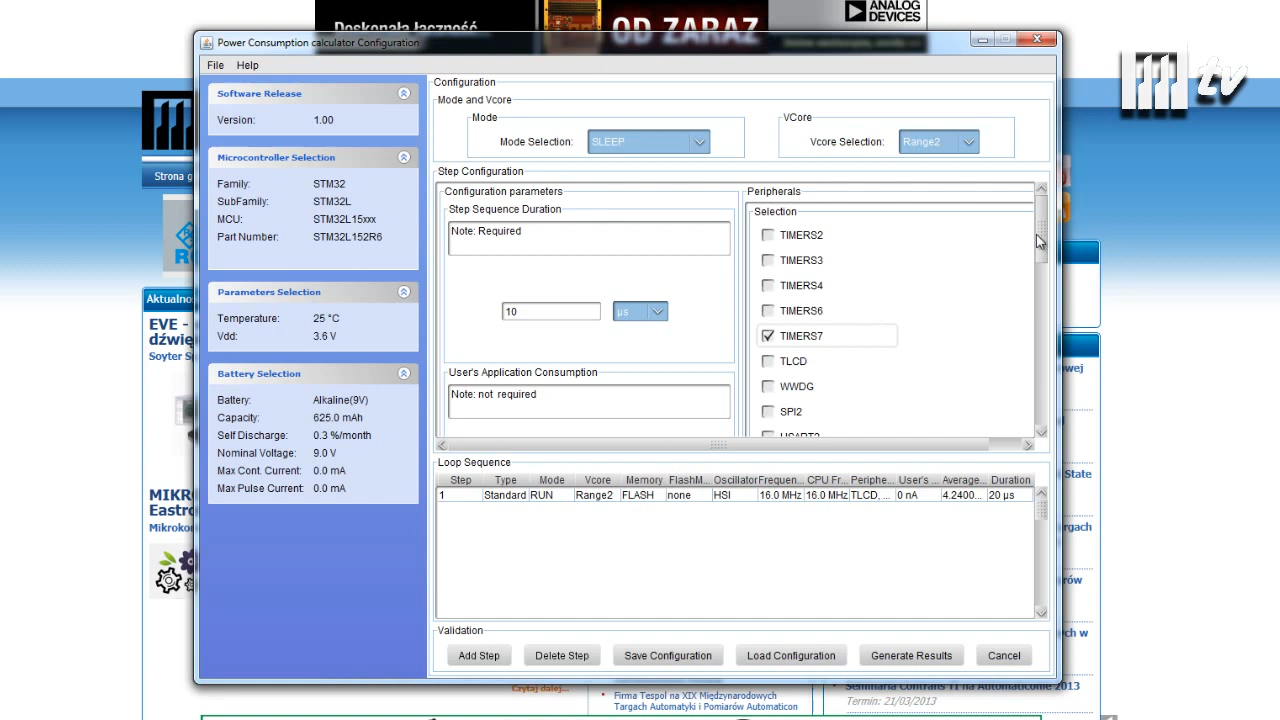 Doskonała łączność
OD ZARAZ
ANALOG
DEVICES
tv
Power Consumption calculator Configuration
File Help
Software Release
Version: 1.00
Microcontroller Selection
Family: STM32
SubFamily: STM32L
MCU: STM32L15xxx
Part Number: STM32L152R6
Parameters Selection
Temperature: 25 °C
Vdd: 3.6 V
Battery Selection
Battery: Alkaline(9V)
Capacity: 625.0 mAh
Self Discharge: 0.3 %/month
Nominal Voltage: 9.0 V
Max Cont. Current: 0.0 mA
Max Pulse Current: 0.0 mA
Configuration
Mode and Vcore
Mode
Mode Selection: SLEEP
VCore
Vcore Selection: Range2
Step Configuration
Configuration parameters
Step Sequence Duration
Note: Required
10 µs
User's Application Consumption
Note: not required
Peripherals
Selection
TIMERS2
TIMERS3
TIMERS4
TIMERS6
TIMERS7
TLCD
WWDG
SPI2
USART2
Loop Sequence
Step Type Mode Vcore Memory FlashM... Oscillator Frequen... CPU Fr... Periphe... User's ... Average... Duration
1 Standard RUN Range2 FLASH none HSI 16.0 MHz 16.0 MHz TLCD, ... 0 nA 4.2400... 20 µs
Validation
Add Step Delete Step Save Configuration Load Configuration Generate Results Cancel
Strona g
Aktualnoś
EVE -
dźwię
Soyter S
MIKR
Eastro
Mikrokon
Czytaj dalej...
Firma Tespol na XIX Międzynarodowych
Targach Automatyki i Pomiarów Automaticon
Seminaria Contrans TI na Automaticonie 2013
Termin: 21/03/2013
owej
State
targach
rów
ch w